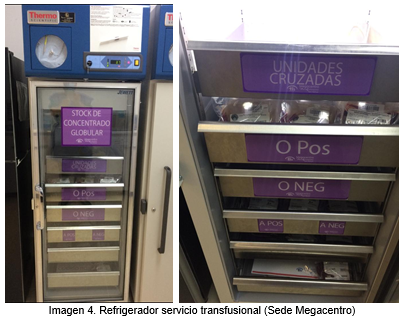 Thermo
SCIENTIFIC
STOCK DE
CONCENTRADO
GLOBULAR
O Pos
O NEG
UNIDADES
CRUZADAS
O Pos
O NEG
A POS
A NEG
Imagen 4. Refrigerador servicio transfusional (Sede Megacentro)